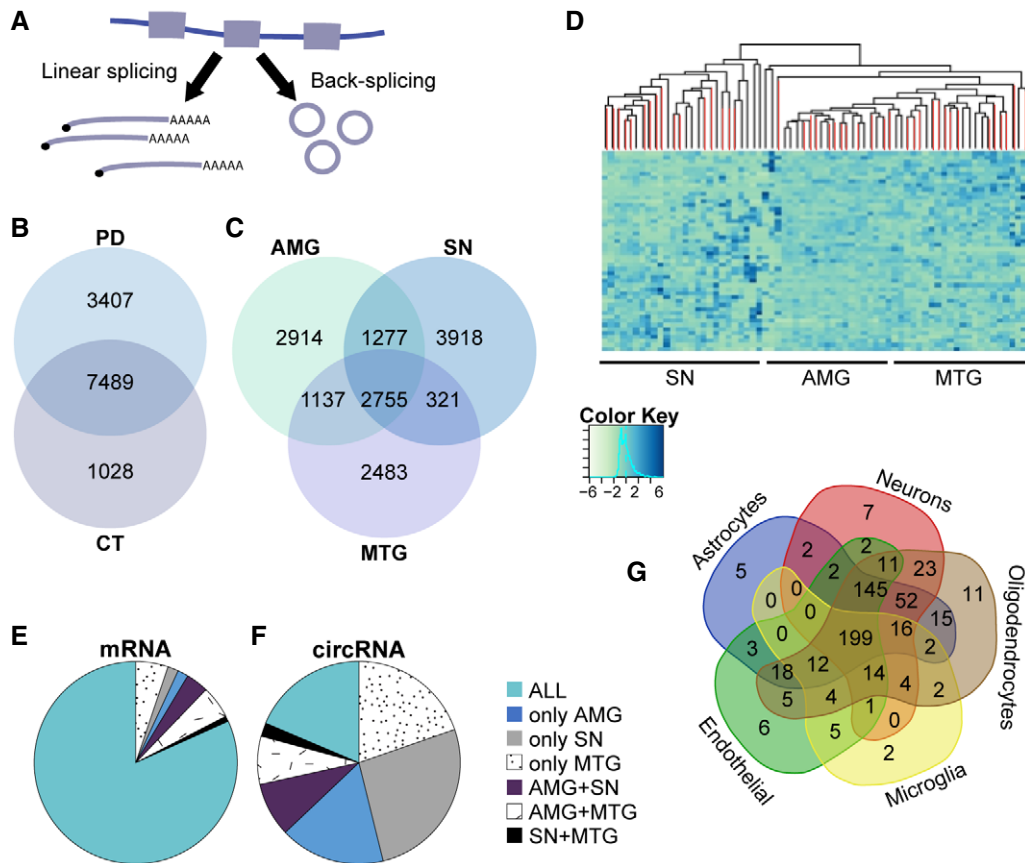 A
Linear splicing
Back-splicing
AAAAA
AAAAA
AAAAA
B
PD
3407
7489
1028
CT
C
AMG
SN
2914
1277
3918
1137
2755
321
2483
MTG
D
SN
AMG
MTG
Color Key
−6
−2
0
2
6
E
mRNA
F
circRNA
ALL
only AMG
only SN
only MTG
AMG+SN
AMG+MTG
SN+MTG
G
Astrocytes
Neurons
Oligodendrocytes
Endothelial
Microglia
7
2
2
11
23
5
2
11
0
0
145
52
15
0
0
199
16
2
3
18
12
14
4
2
5
4
1
0
6
5
2